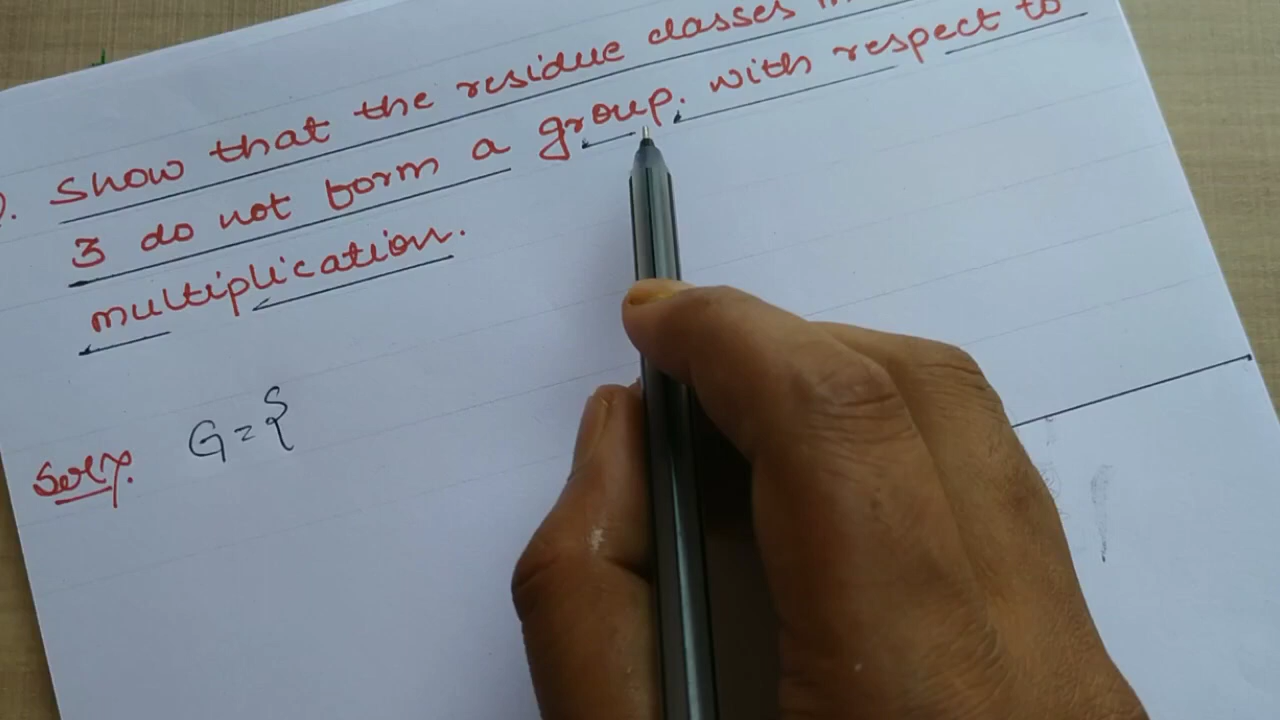 Show that the residue classes
3 do not form a group. with respect to
multiplication.
Soln. G = {